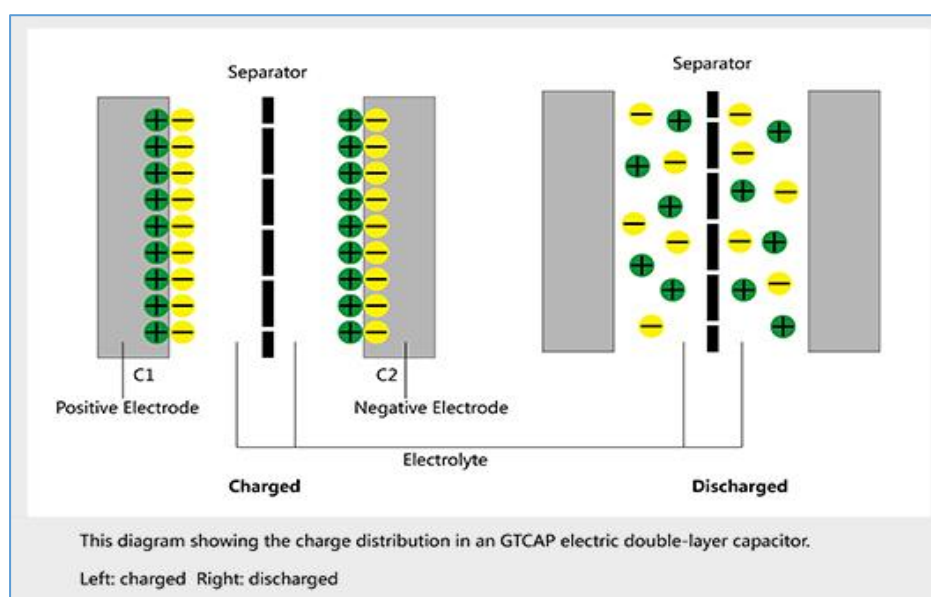 Separator
Separator
C1
C2
Positive Electrode
Negative Electrode
Electrolyte
Charged
Discharged
This diagram showing the charge distribution in an GTCAP electric double-layer capacitor.
Left: charged Right: discharged